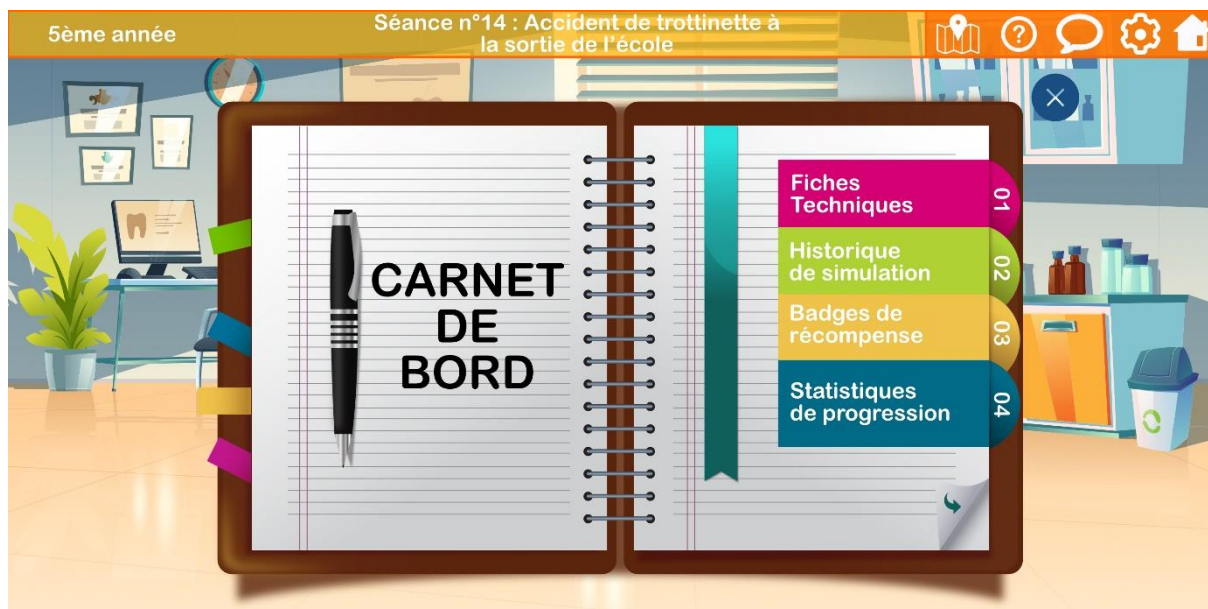 5ème année
Séance n°14 : Accident de trottinette à
la sortie de l'école
?
CARNET
DE
BORD
Fiches
Techniques
01
Historique
de simulation
02
Badges de
récompense
03
Statistiques
de progression
04